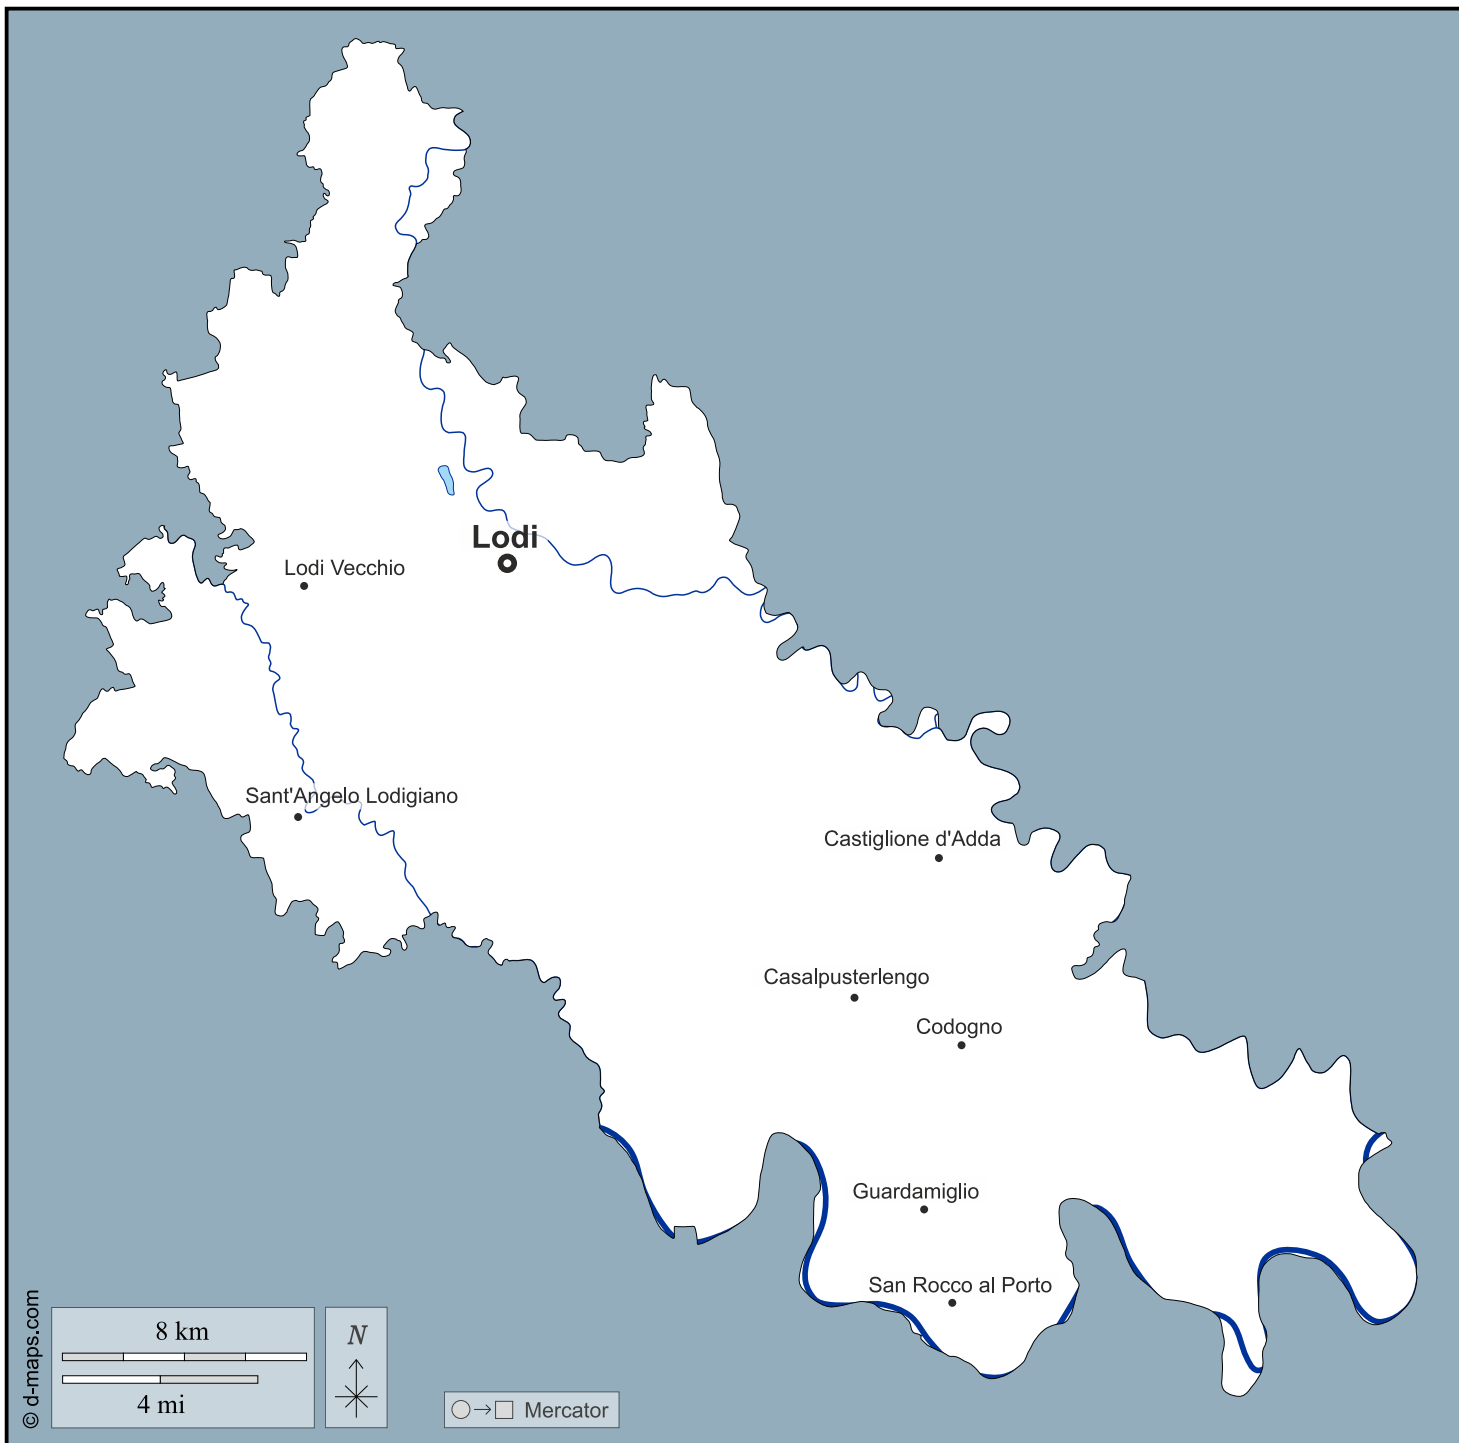 Lodi
Lodi Vecchio
Sant'Angelo Lodigiano
Castiglione d'Adda
Casalpusterlengo
Codogno
Guardamiglio
San Rocco al Porto
© d-maps.com
8 km
4 mi
N
Mercator